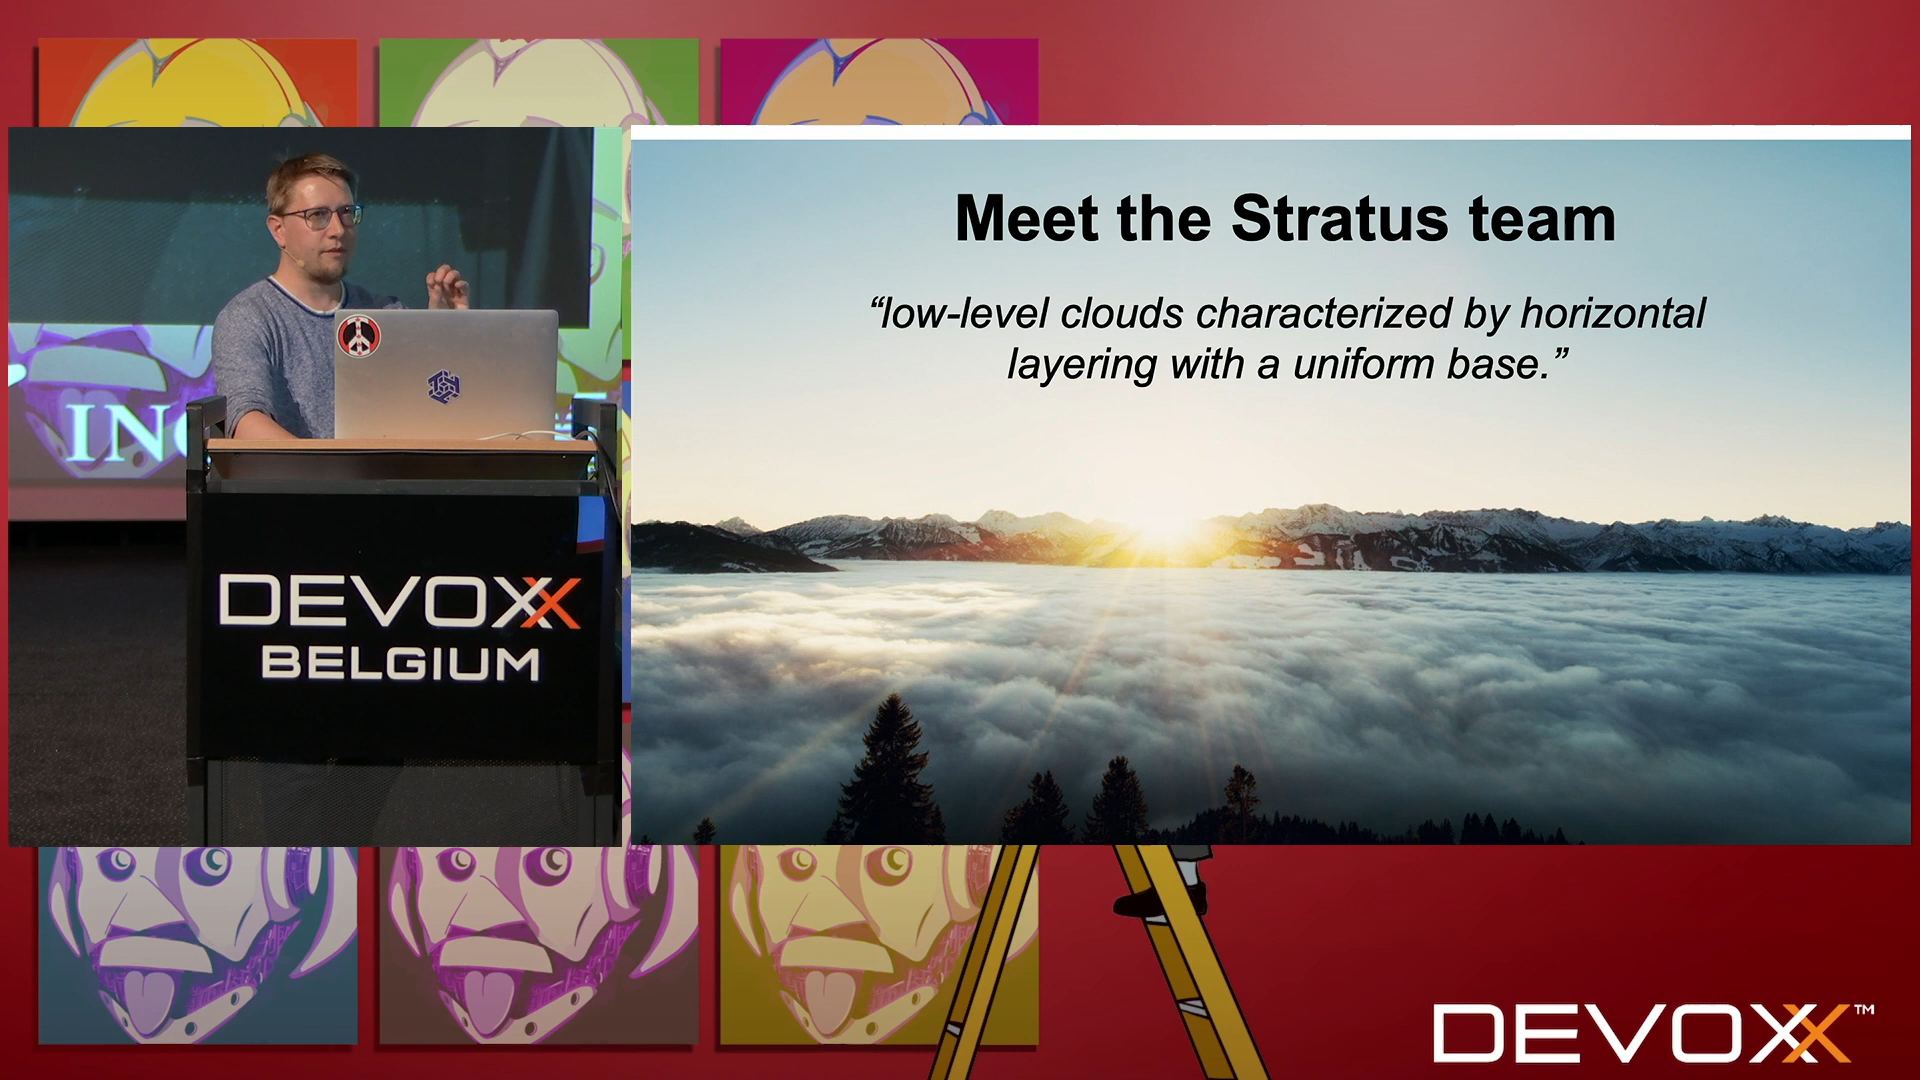 Meet the Stratus team
“low-level clouds characterized by horizontal
layering with a uniform base.”
IN
DEVOXX
BELGIUM
DEVOXX™